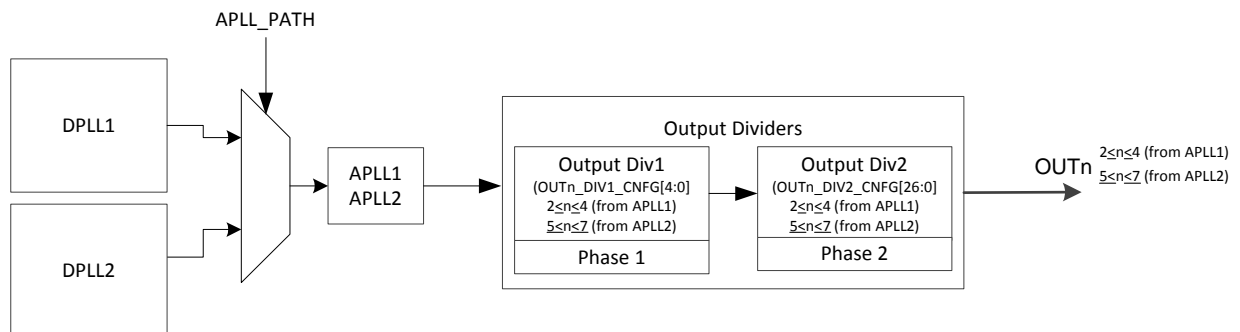 APLL_PATH
DPLL1
DPLL2
APLL1
APLL2
Output Dividers
Output Div1
(OUTn_DIV1_CNFG[4:0]
2≤n≤4 (from APLL1)
5≤n≤7 (from APLL2)
Phase 1
Output Div2
(OUTn_DIV2_CNFG[26:0]
2≤n≤4 (from APLL1)
5≤n≤7 (from APLL2)
Phase 2
OUTn
2≤n≤4 (from APLL1)
5≤n≤7 (from APLL2)